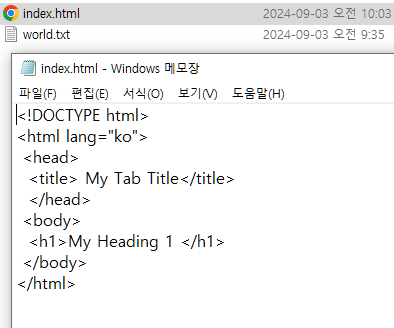 index.html 2024-09-03 오전 10:03
world.txt 2024-09-03 오전 9:35
index.html - Windows 메모장
파일(F) 편집(E) 서식(O) 보기(V) 도움말(H)
<!DOCTYPE html>
<html lang="ko">
<head>
<title> My Tab Title</title>
</head>
<body>
<h1>My Heading 1 </h1>
</body>
</html>